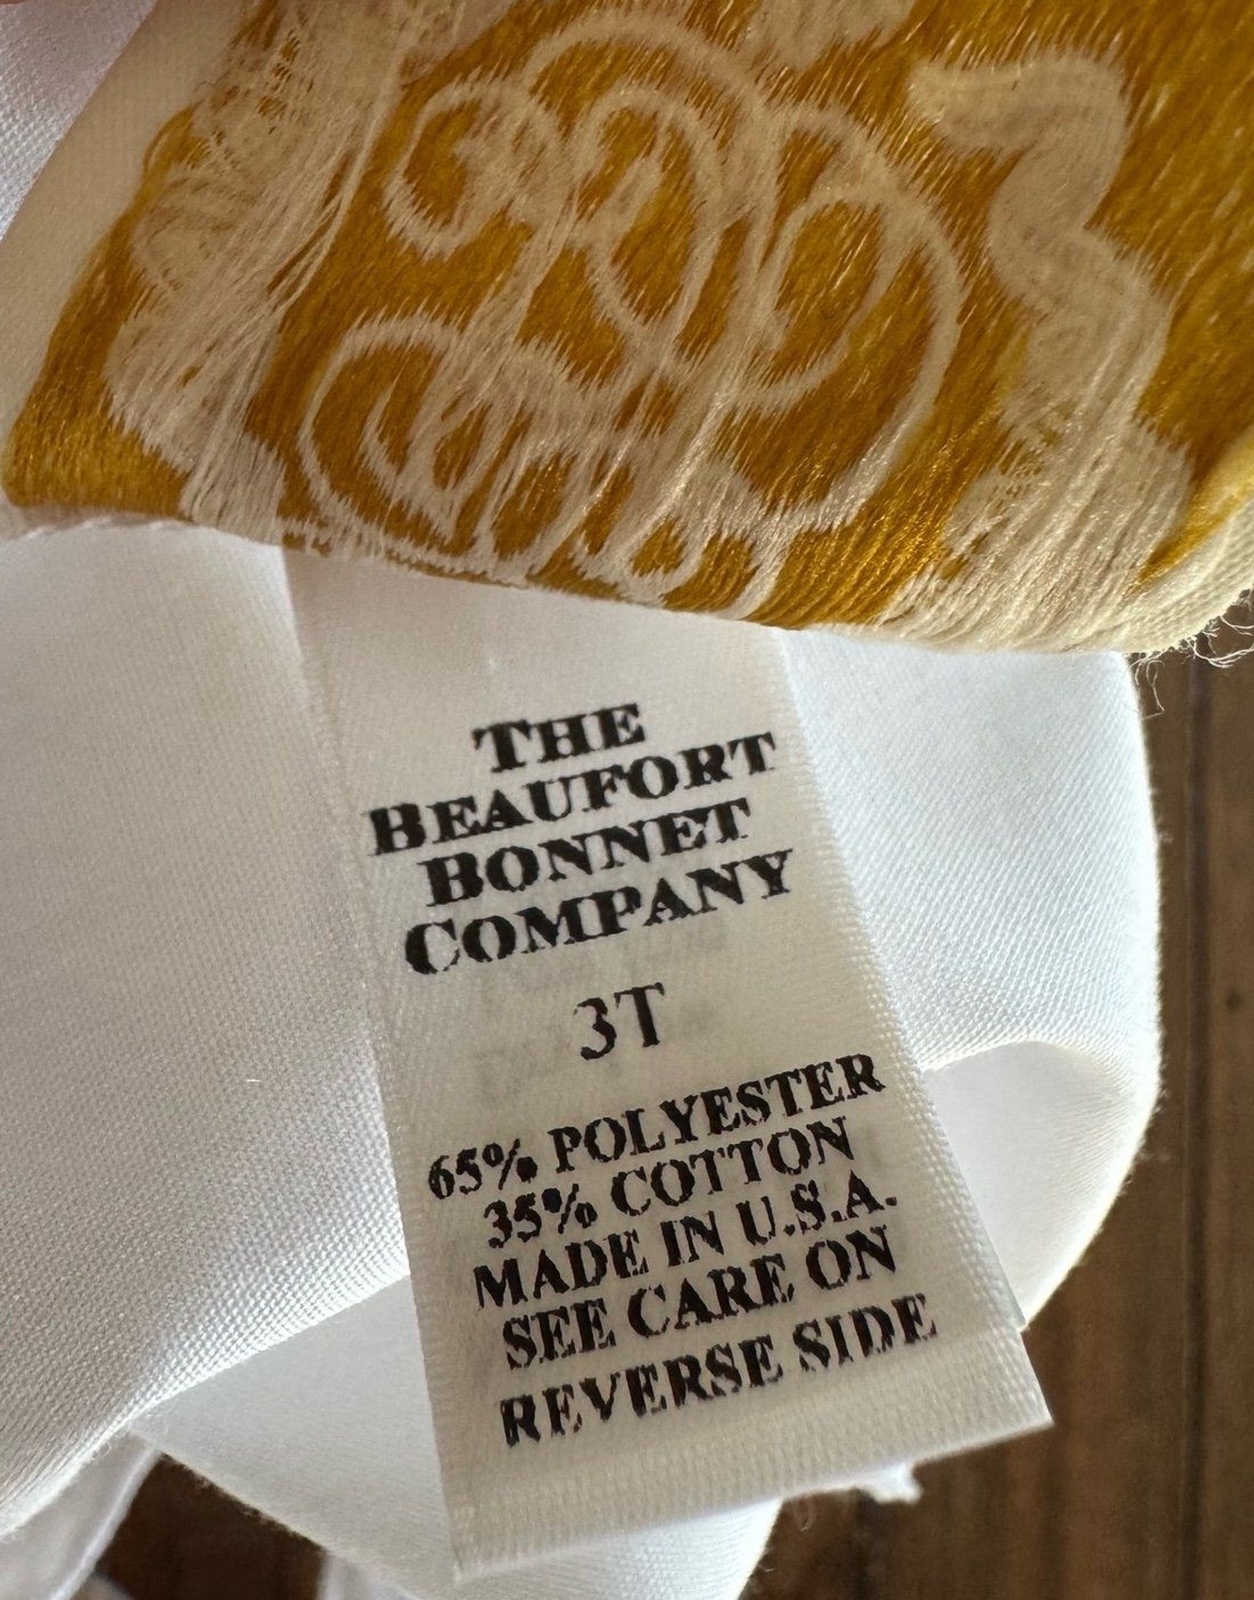 THE
BEAUFORT
BONNET
COMPANY
3T
65% POLYESTER
35% COTTON
MADE IN U.S.A.
SEE CARE ON
REVERSE SIDE